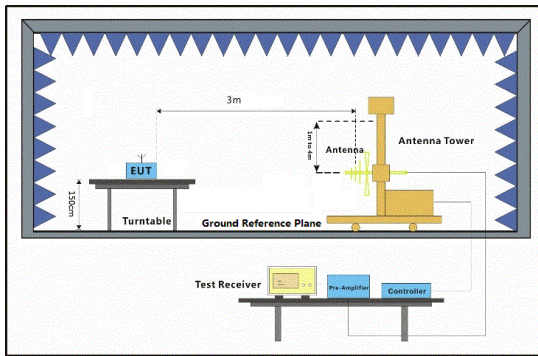 3m
1m to 4m
Antenna
Antenna Tower
EUT
150cm
Turntable
Ground Reference Plane
Test Receiver
Pre-Amplifier
Controller